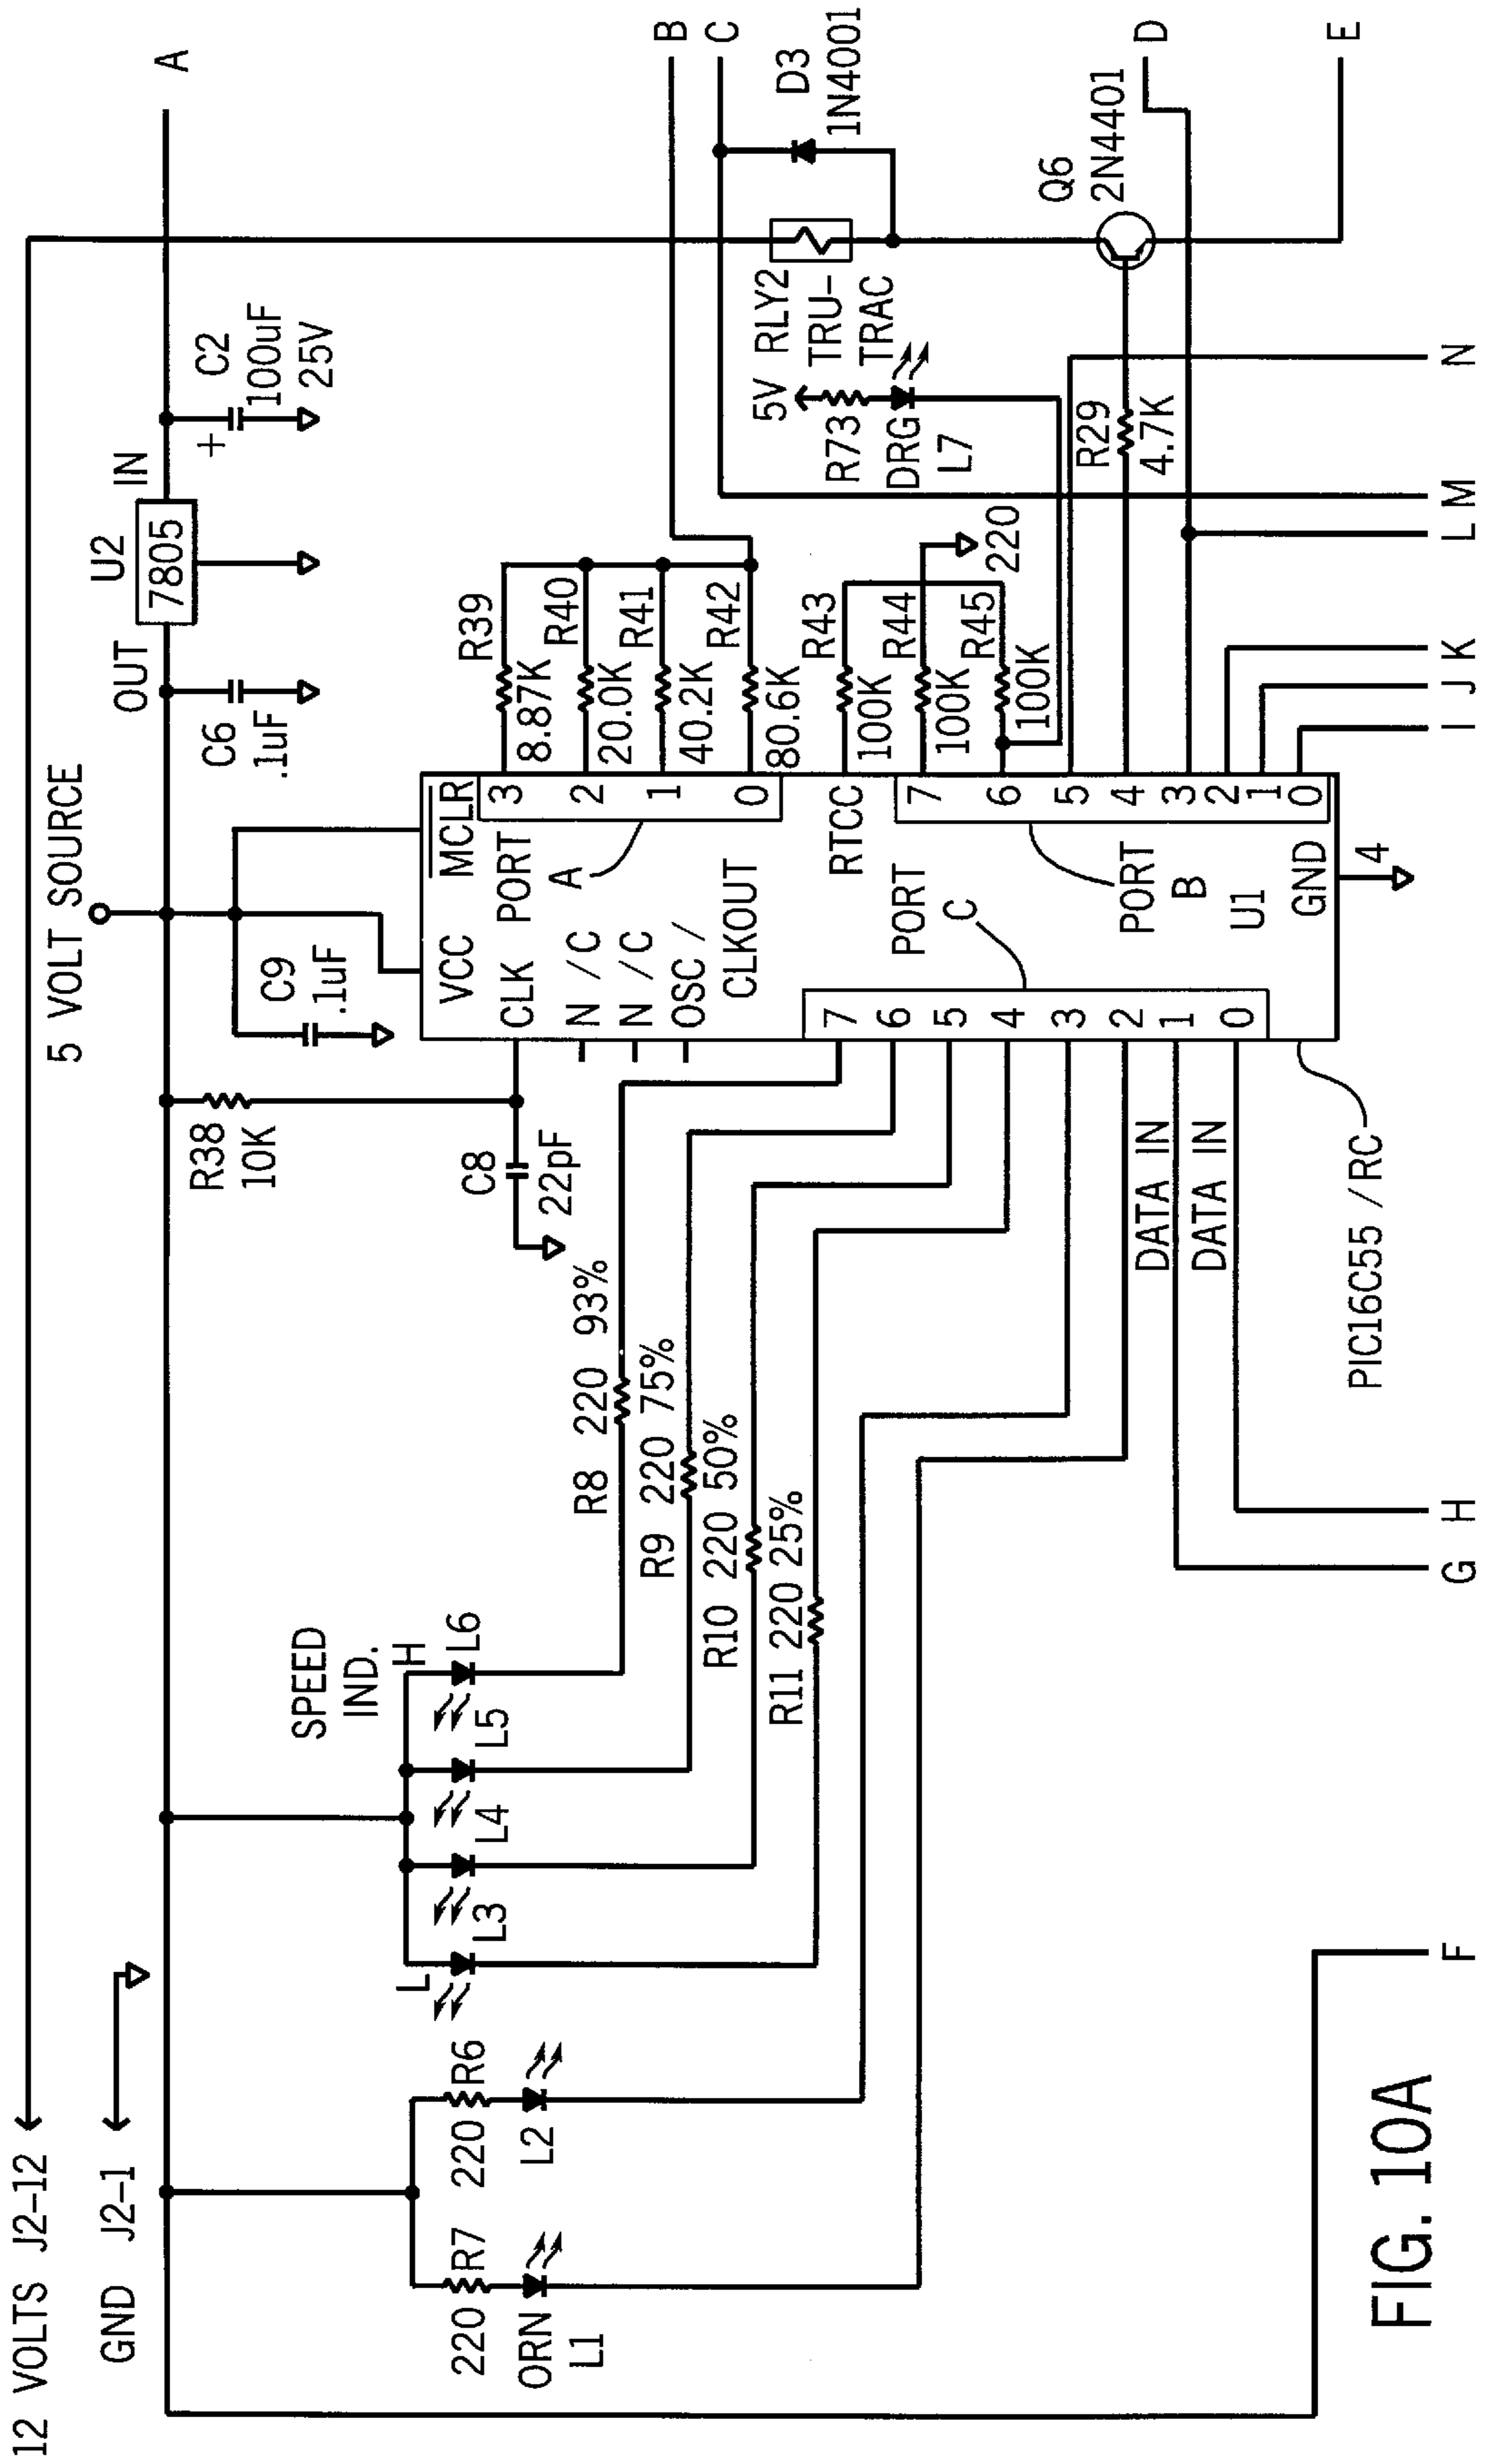 12 VOLTS J2-12
GND J2-1
5 VOLT SOURCE
A
OUT
U2
7805
IN
C6
.1uF
+
C2
100uF
25V
C9
.1uF
R38
10K
C8
22pF
SPEED
IND.
H
L
L6
L5
L4
L3
R7
220
ORN
L1
R6
220
L2
R8 220 93%
R9 220 75%
R10 220 50%
R11 220 25%
VCC
MCLR
CLK
PORT
A
3
2
1
0
N/C
N/C
OSC/
CLKOUT
RTCC
PORT
C
7
6
5
4
3
2
1
0
PORT
B
7
6
5
4
3
2
1
0
U1
GND
4
PIC16C55/RC
DATA IN
DATA IN
R39
8.87K
R40
20.0K
R41
40.2K
R42
80.6K
R43
100K
R44
100K
R45
100K
220
5V
R73
DRG
L7
RLY2
TRU-
TRAC
D3
1N4001
Q6
2N4401
R29
4.7K
B
C
D
E
F
G
H
I
J
K
L
M
N
FIG. 10A